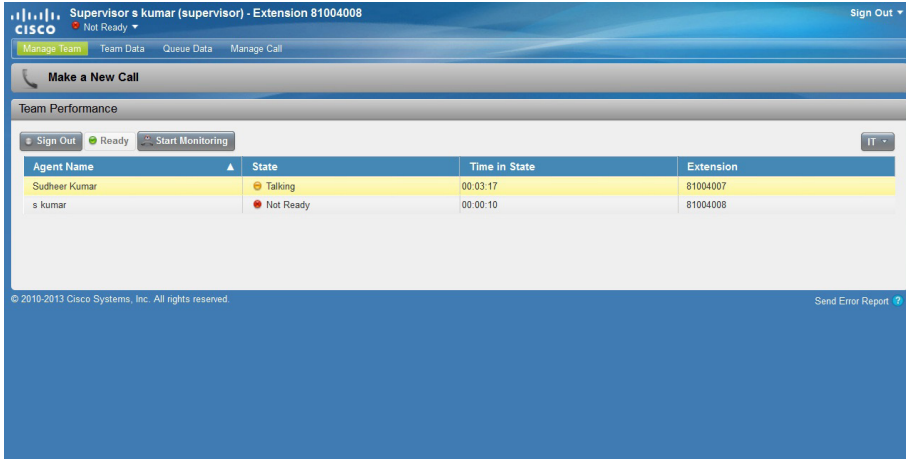 CISCO
Supervisor s kumar (supervisor) - Extension 81004008
Sign Out
Not Ready
Manage Team Team Data Queue Data Manage Call
Make a New Call
Team Performance
Sign Out Ready Start Monitoring IT
Agent Name State Time in State Extension
Sudheer Kumar Talking 00:03:17 81004007
s kumar Not Ready 00:00:10 81004008
© 2010-2013 Cisco Systems, Inc. All rights reserved.
Send Error Report ?